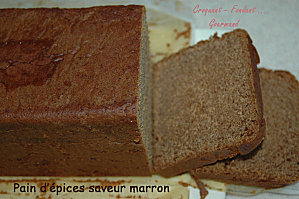 Croquant - Fondant....
Gourmand
Pain d'épices saveur marron